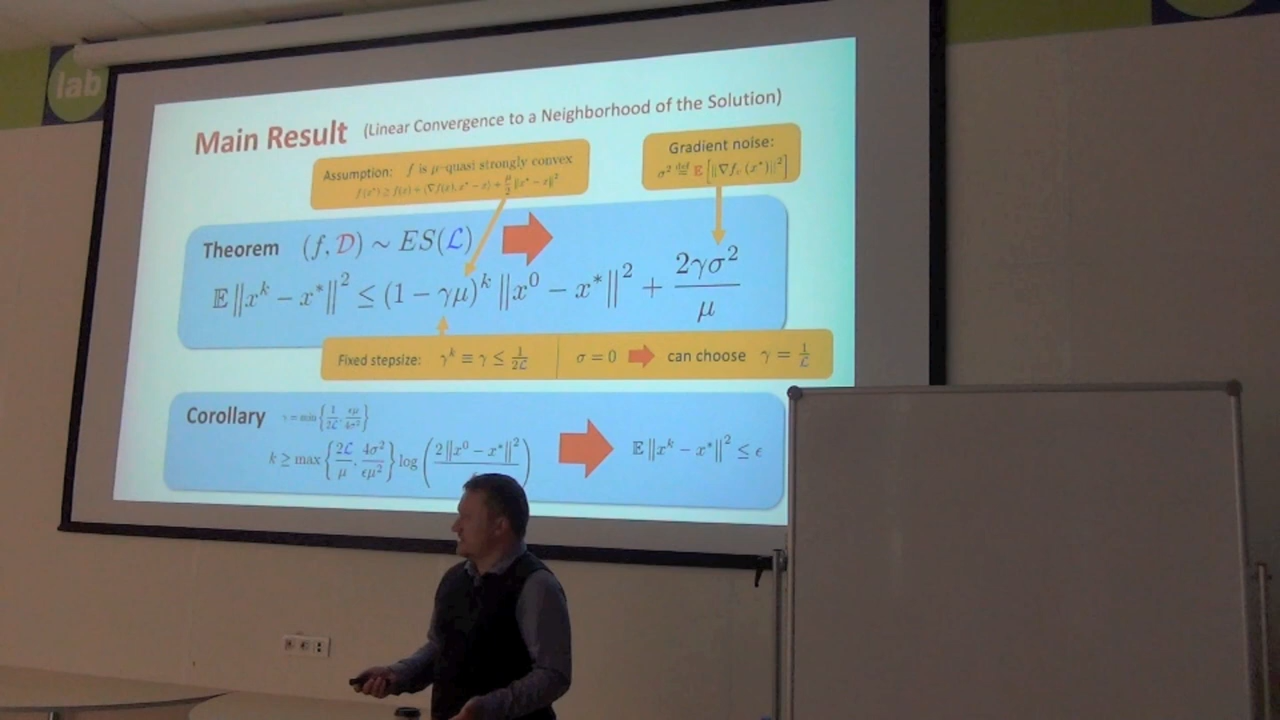 lab
Main Result (Linear Convergence to a Neighborhood of the Solution)
Assumption: f is μ-quasi strongly convex
f(x*) ≥ f(x) + ⟨∇f(x), x* − x⟩ + μ/2 ‖x* − x‖²
Gradient noise:
σ² def= E[‖∇f_v(x*)‖²]
Theorem (f, D) ∼ ES(ℒ)
𝔼‖x^k − x*‖² ≤ (1 − γμ)^k ‖x⁰ − x*‖² + 2γσ²/μ
Fixed stepsize: γ^k ≡ γ ≤ 1/2ℒ σ = 0 can choose γ = 1/ℒ
Corollary γ = min{1/2ℒ, εμ/4σ²}
k ≥ max{2ℒ/μ, 4σ²/εμ²} log(2‖x⁰ − x*‖²/ ) 𝔼‖x^k − x*‖² ≤ ε